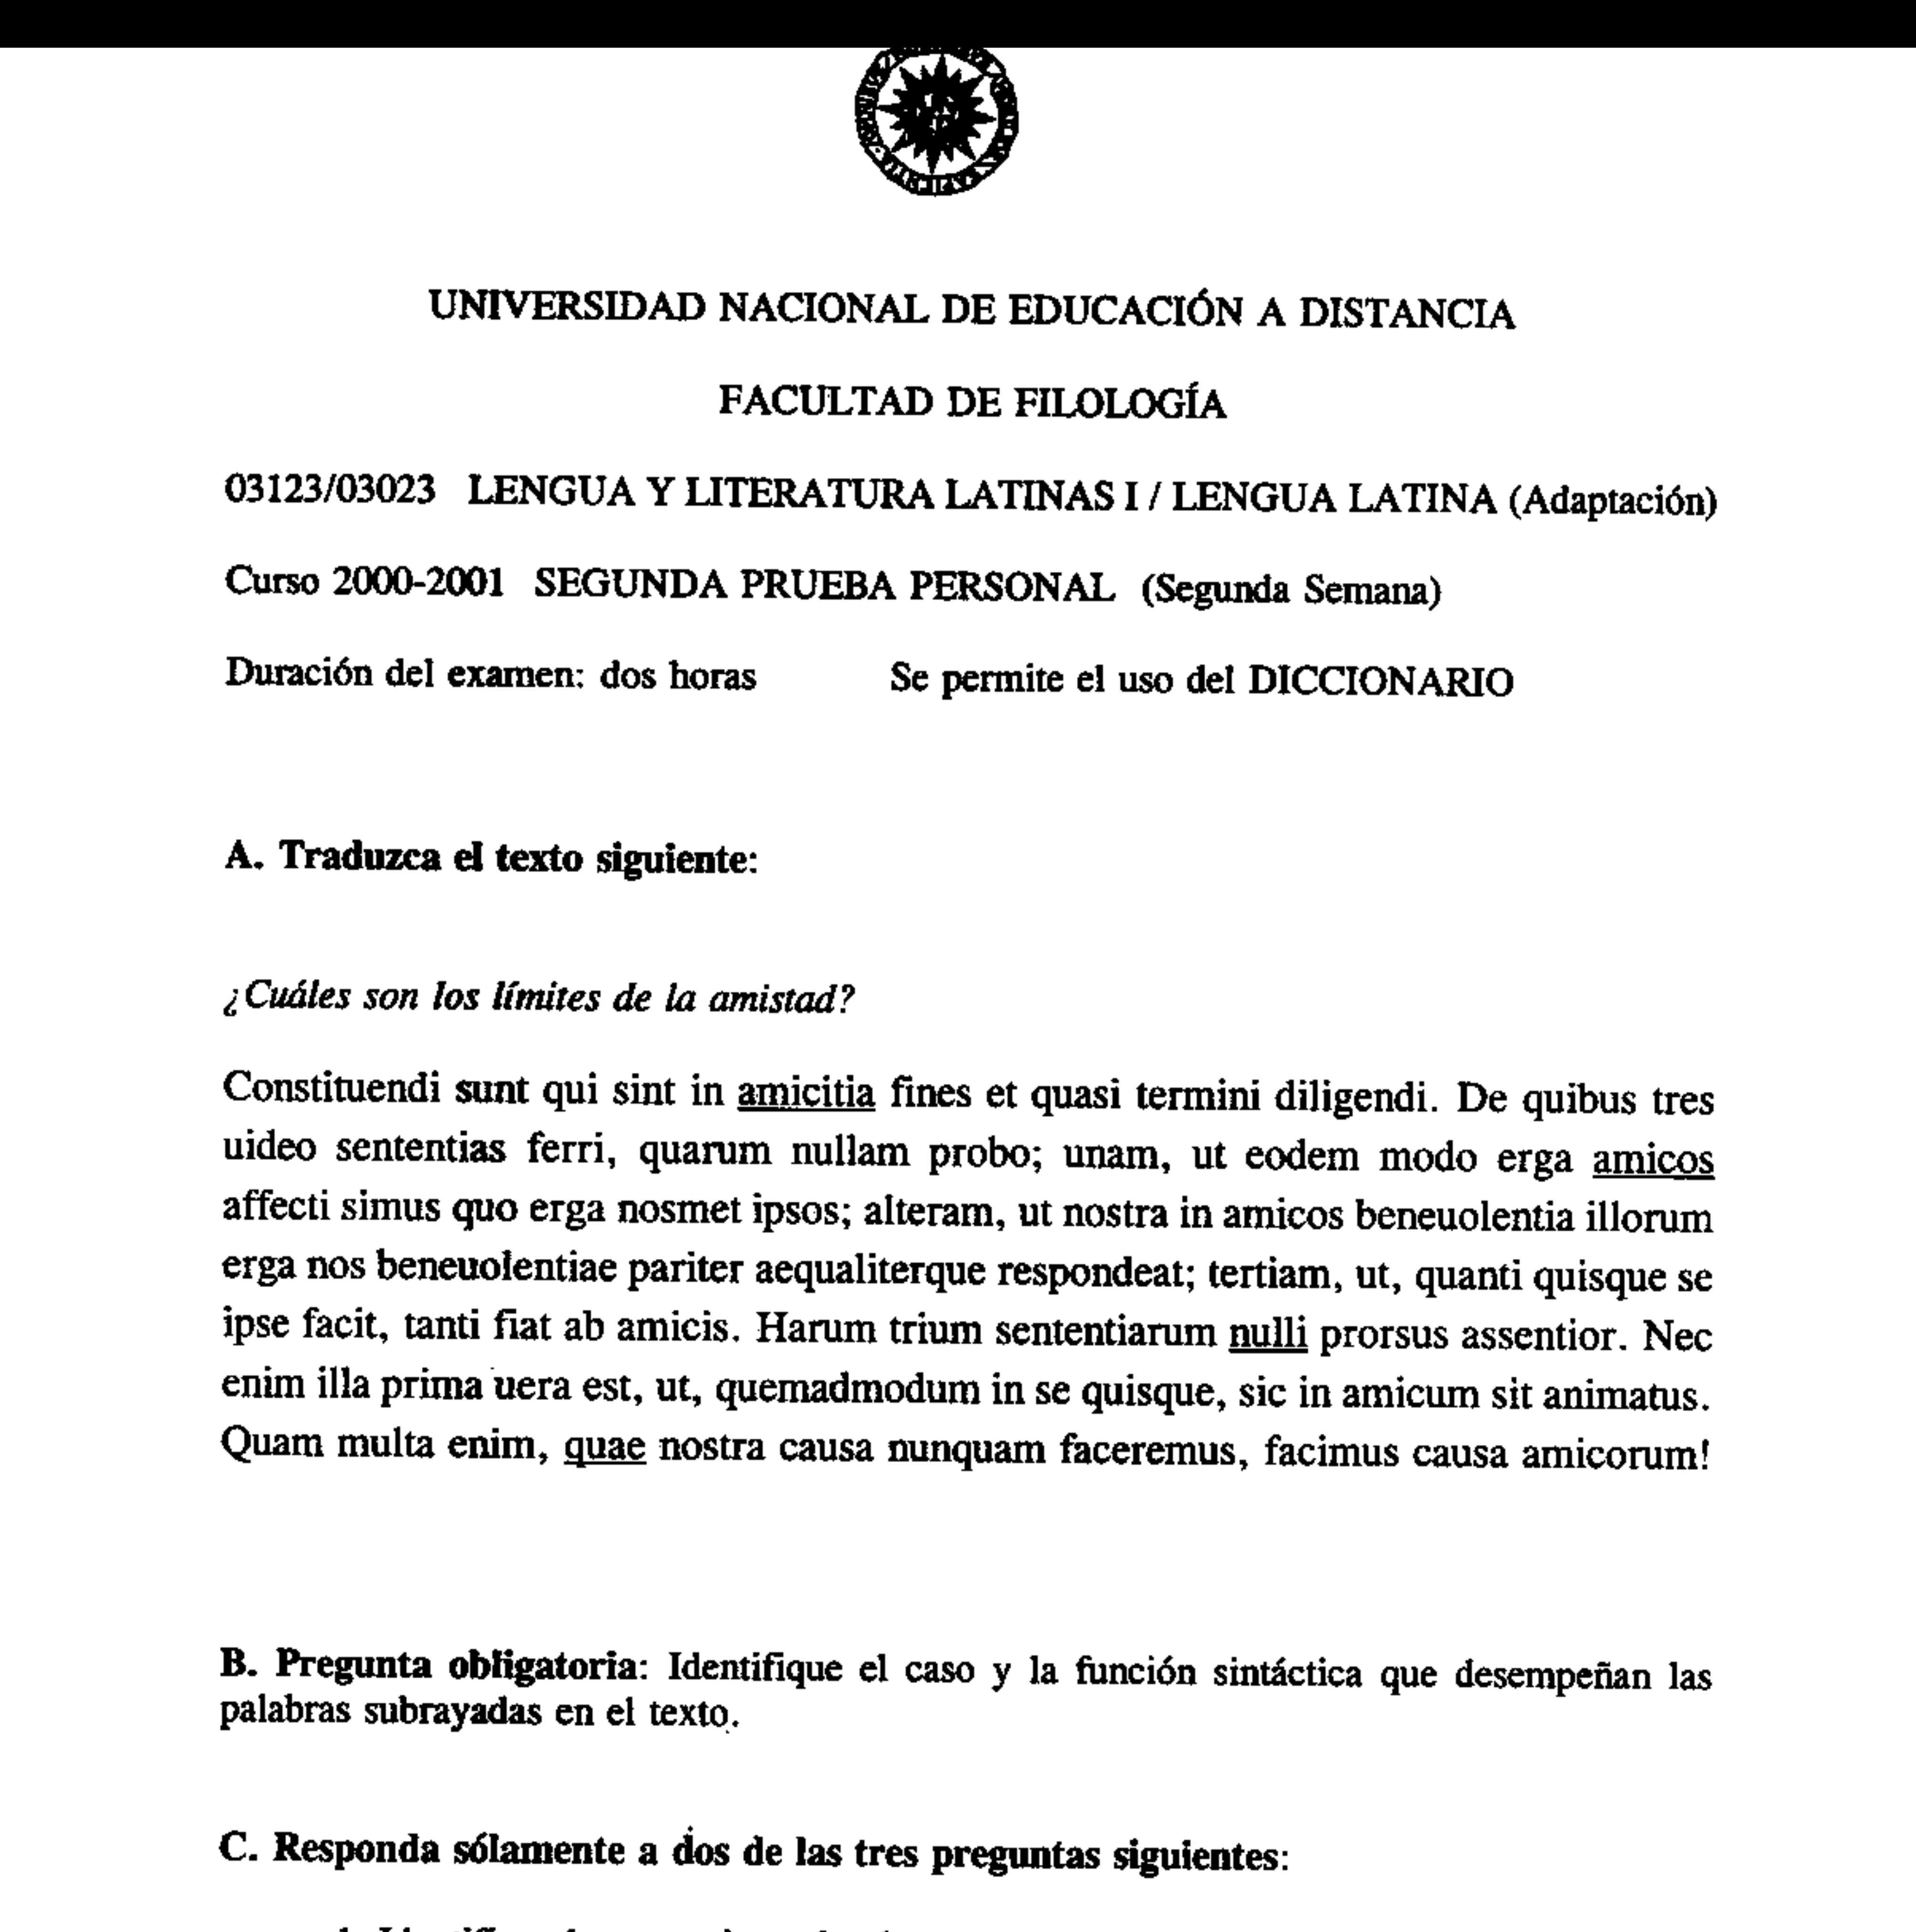 UNIVERSIDAD NACIONAL DE EDUCACIÓN A DISTANCIA
FACULTAD DE FILOLOGÍA
03123/03023 LENGUA Y LITERATURA LATINAS I / LENGUA LATINA (Adaptación)
Curso 2000-2001 SEGUNDA PRUEBA PERSONAL (Segunda Semana)
Duración del examen: dos horas Se permite el uso del DICCIONARIO
A. Traduzca el texto siguiente:
¿Cuáles son los límites de la amistad?
Constituendi sunt qui sint in amicitia fines et quasi termini diligendi. De quibus tres
uideo sententias ferri, quarum nullam probo; unam, ut eodem modo erga amicos
affecti simus quo erga nosmet ipsos; alteram, ut nostra in amicos beneuolentia illorum
erga nos beneuolentiae pariter aequaliterque respondeat; tertiam, ut, quanti quisque se
ipse facit, tanti fiat ab amicis. Harum trium sententiarum nulli prorsus assentior. Nec
enim illa prima uera est, ut, quemadmodum in se quisque, sic in amicum sit animatus.
Quam multa enim, quae nostra causa nunquam faceremus, facimus causa amicorum!
B. Pregunta obligatoria: Identifique el caso y la función sintáctica que desempeñan las
palabras subrayadas en el texto.
C. Responda sólamente a dos de las tres preguntas siguientes: